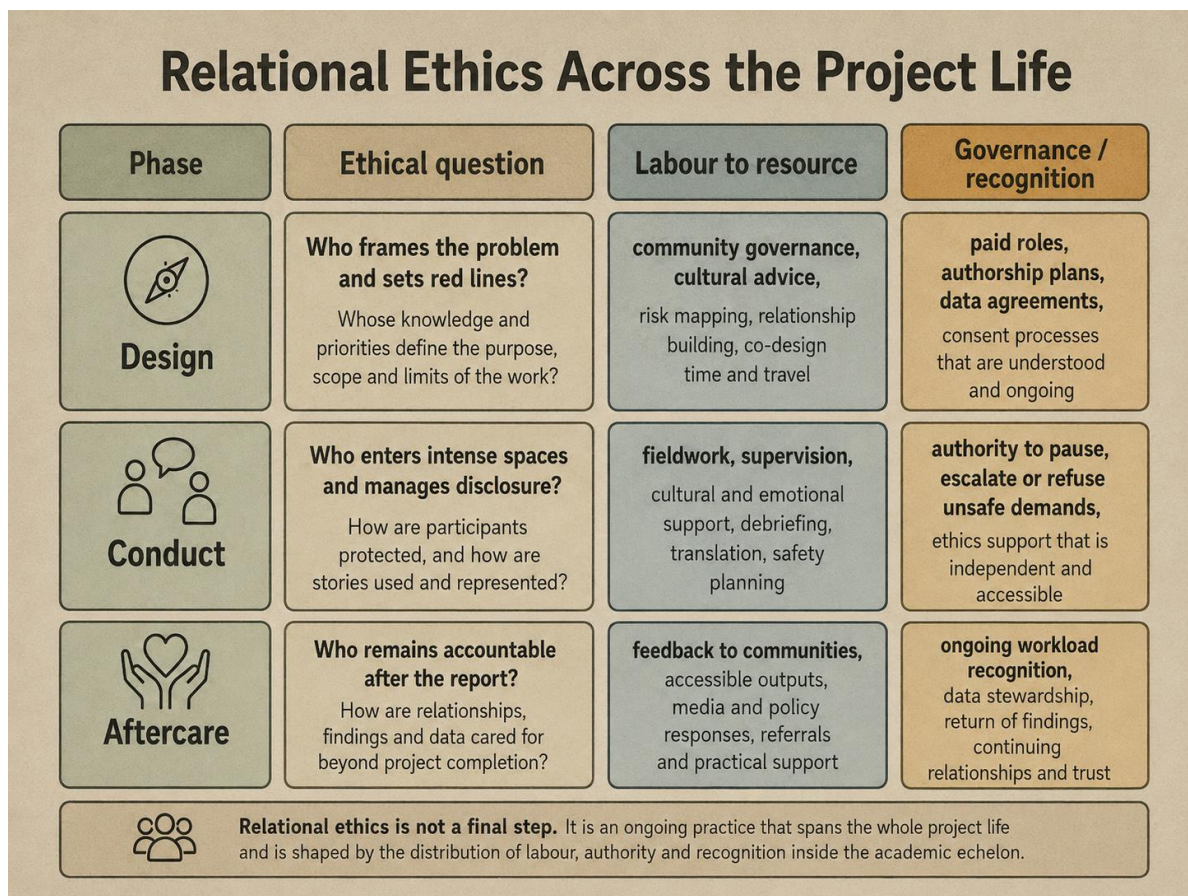 Relational Ethics Across the Project Life
Phase
Ethical question
Labour to resource
Governance /
recognition
Design
Who frames the problem
and sets red lines?
Whose knowledge and
priorities define the purpose,
scope and limits of the work?
community governance,
cultural advice,
risk mapping, relationship
building, co-design
time and travel
paid roles,
authorship plans,
data agreements,
consent processes
that are understood
and ongoing
Conduct
Who enters intense spaces
and manages disclosure?
How are participants
protected, and how are
stories used and represented?
fieldwork, supervision,
cultural and emotional
support, debriefing,
translation, safety
planning
authority to pause,
escalate or refuse
unsafe demands,
ethics support that is
independent and
accessible
Aftercare
Who remains accountable
after the report?
How are relationships,
findings and data cared for
beyond project completion?
feedback to communities,
accessible outputs,
media and policy
responses, referrals
and practical support
ongoing workload
recognition,
data stewardship,
return of findings,
continuing
relationships and trust
Relational ethics is not a final step. It is an ongoing practice that spans the whole project life
and is shaped by the distribution of labour, authority and recognition inside the academic echelon.